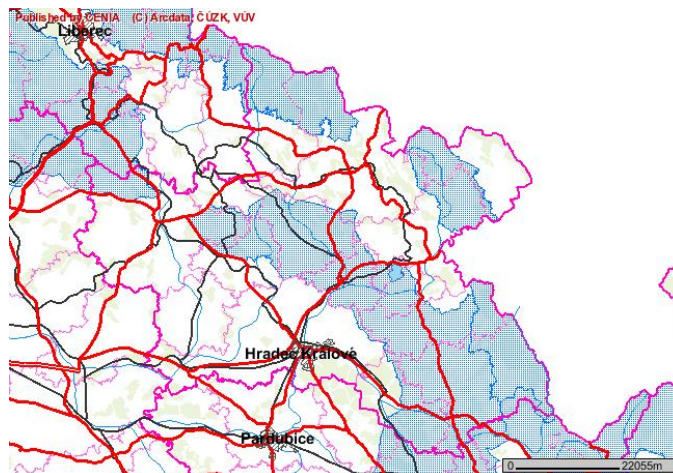 Published by CENIA (C) Arcdata, ČÚZK, VÚV
Liberec
Hradec Králové
Pardubice
0 22055m